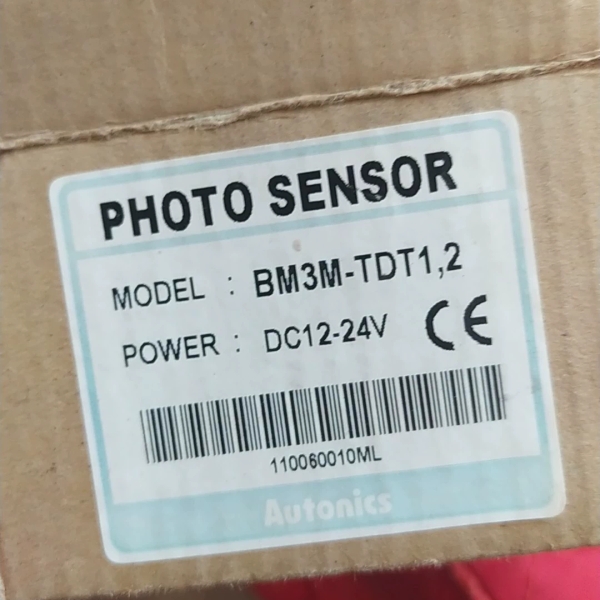 PHOTO SENSOR
MODEL : BM3M-TDT1,2
POWER : DC12-24V CE
110060010ML
Autonics